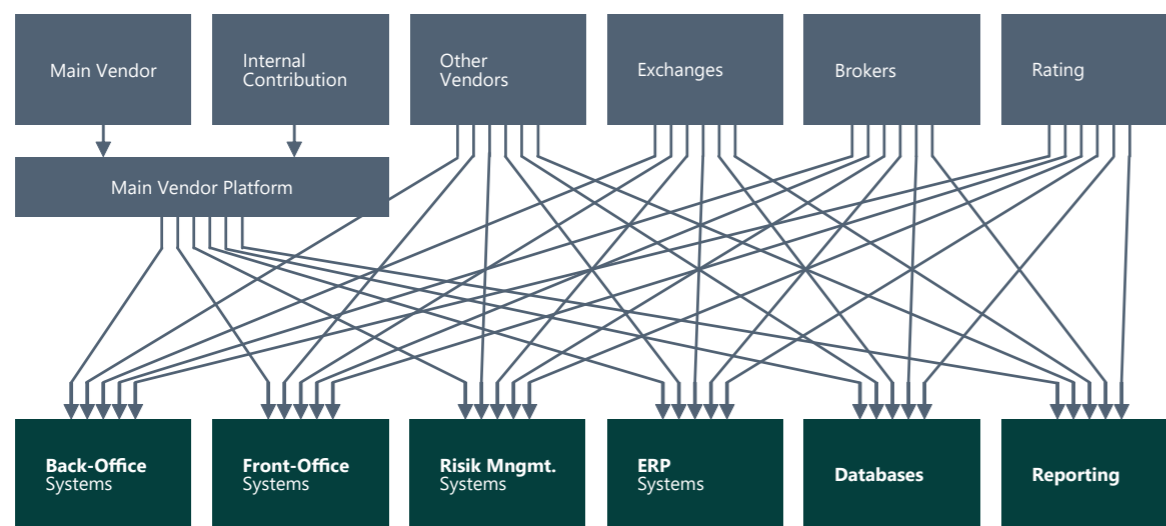 Main Vendor
Internal
Contribution
Other
Vendors
Exchanges
Brokers
Rating
Main Vendor Platform
Back-Office
Systems
Front-Office
Systems
Risik Mngmt.
Systems
ERP
Systems
Databases
Reporting